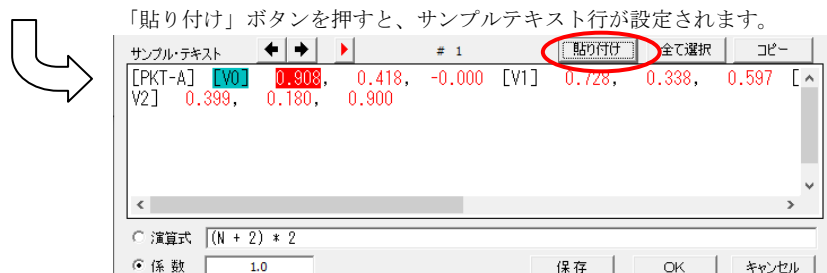 「貼り付け」ボタンを押すと、サンプルテキスト行が設定されます。
サンプル・テキスト # 1 貼り付け 全て選択 コピー
[PKT-A] [V0] 0.908, 0.418, -0.000 [V1] 0.728, 0.338, 0.597 [
V2] 0.399, 0.180, 0.900
演算式 (N + 2) * 2
係 数 1.0 保存 OK キャンセル